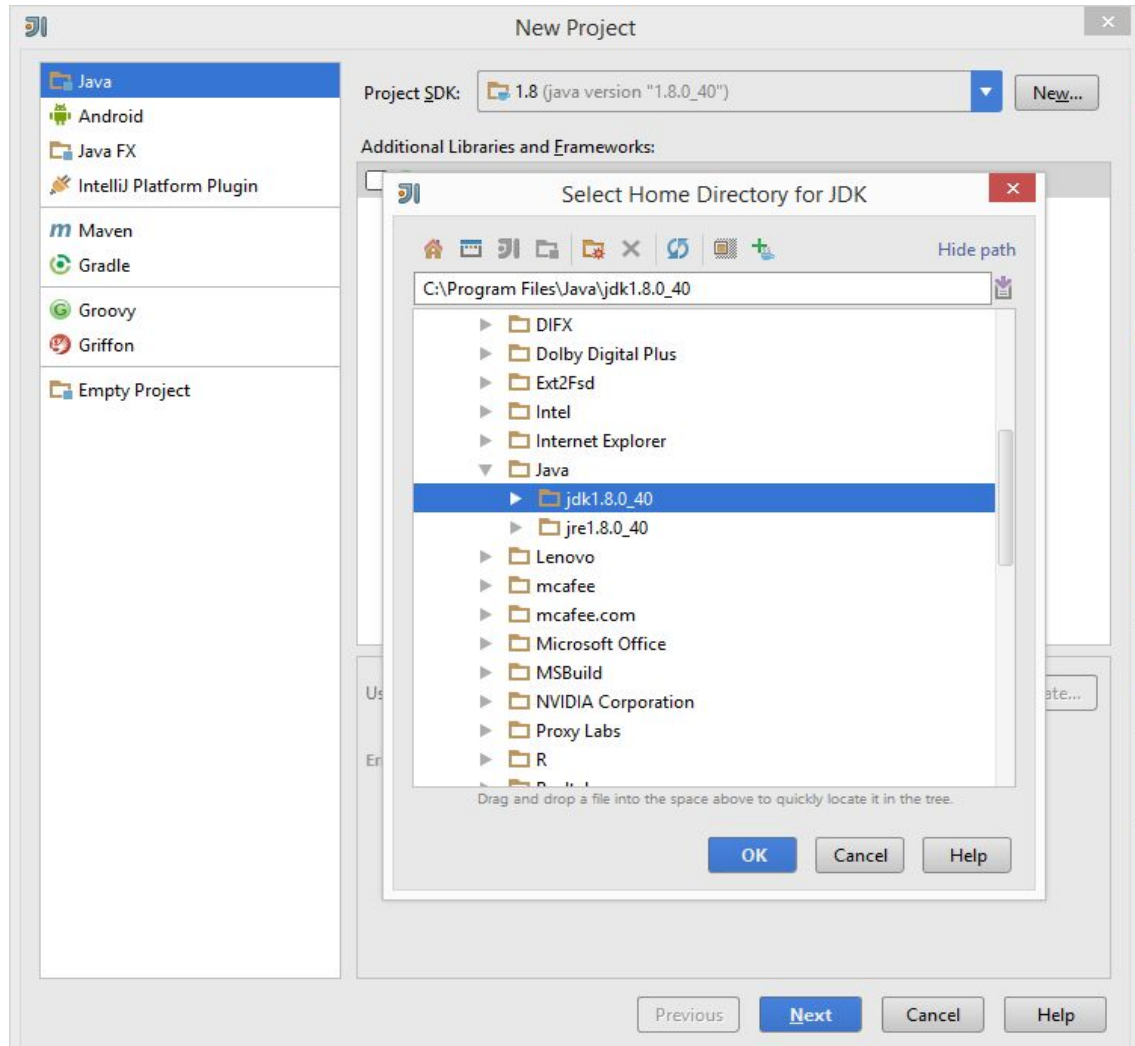 New Project
Java
Android
Java FX
IntelliJ Platform Plugin
Maven
Gradle
Groovy
Griffon
Empty Project
Project SDK: 1.8 (java version "1.8.0_40") New...
Additional Libraries and Frameworks:
Select Home Directory for JDK
Hide path
C:\Program Files\Java\jdk1.8.0_40
DIFX
Dolby Digital Plus
Ext2Fsd
Intel
Internet Explorer
Java
jdk1.8.0_40
jre1.8.0_40
Lenovo
mcafee
mcafee.com
Microsoft Office
MSBuild
NVIDIA Corporation
Proxy Labs
R
Drag and drop a file into the space above to quickly locate it in the tree.
OK Cancel Help
Previous Next Cancel Help